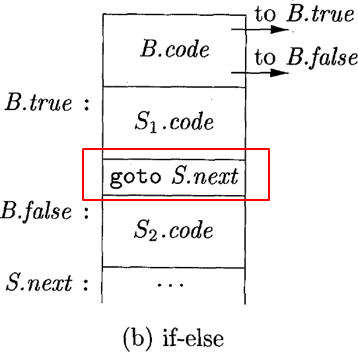 to B.true
B.code
to B.false
B.true :
S₁.code
goto S.next
B.false :
S₂.code
S.next :
···
(b) if-else